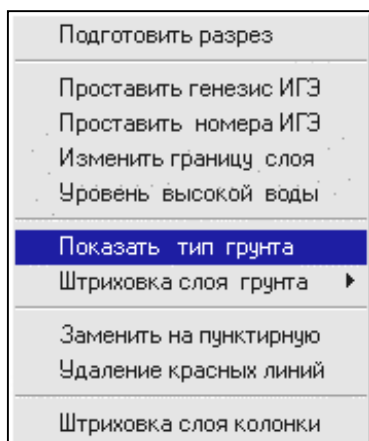 Подготовить разрез
Проставить генезис ИГЭ
Проставить номера ИГЭ
Изменить границу слоя
Уровень высокой воды
Показать тип грунта
Штриховка слоя грунта
Заменить на пунктирную
Удаление красных линий
Штриховка слоя колонки